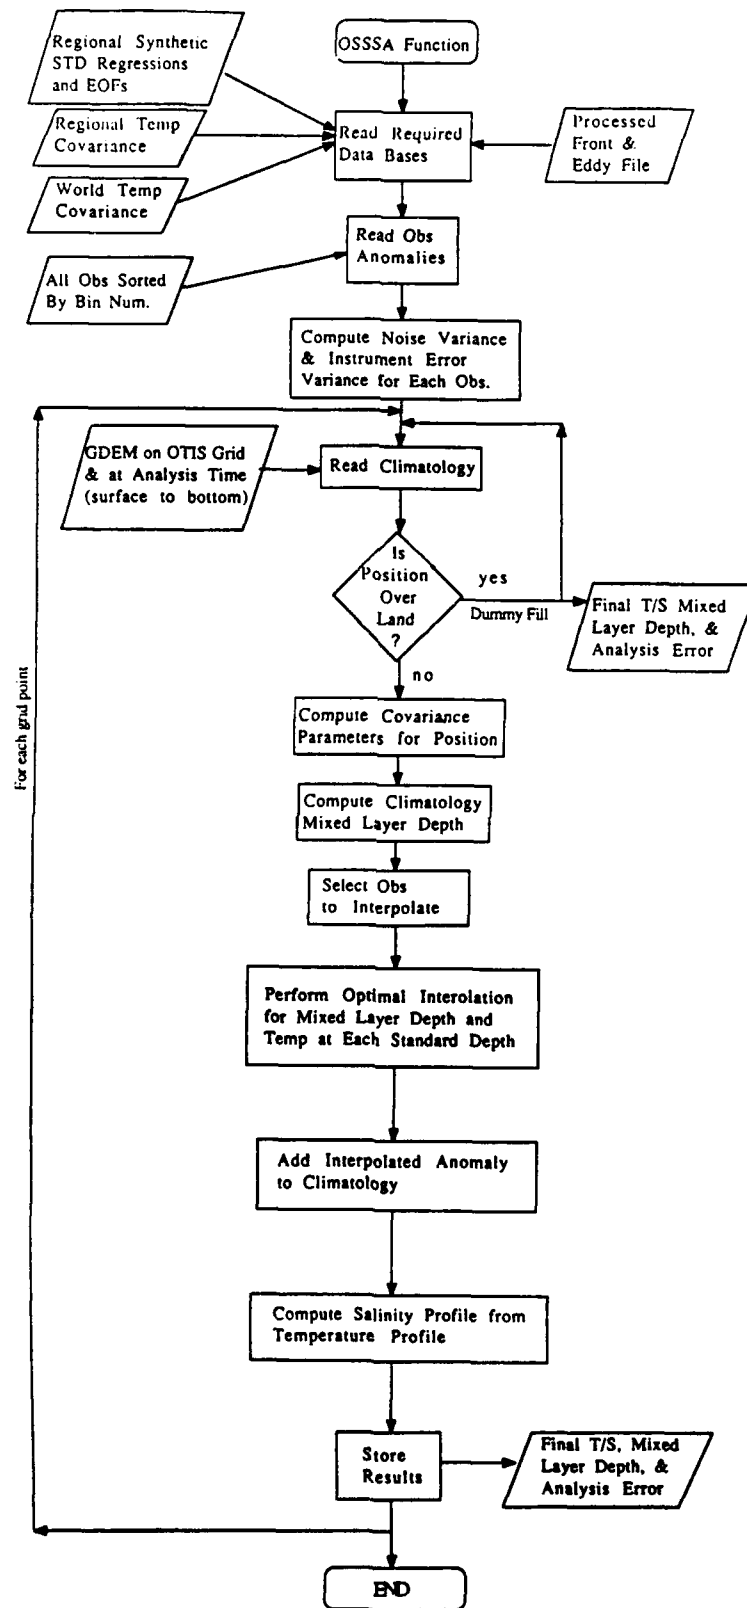 Regional Synthetic
STD Regressions
and EOFs
OSSSA Function
Regional Temp
Covariance
Read Required
Data Bases
Processed
Front &
Eddy File
World Temp
Covariance
Read Obs
Anomalies
All Obs Sorted
By Bin Num.
Compute Noise Variance
& Instrument Error
Variance for Each Obs.
GDEM on OTIS Grid
& at Analysis Time
(surface to bottom)
Read Climatology
Is
Position
Over
Land
?
yes
Dummy Fill
Final T/S Mixed
Layer Depth, &
Analysis Error
no
For each grid point
Compute Covariance
Parameters for Position
Compute Climatology
Mixed Layer Depth
Select Obs
to Interpolate
Perform Optimal Interolation
for Mixed Layer Depth and
Temp at Each Standard Depth
Add Interpolated Anomaly
to Climatology
Compute Salinity Profile from
Temperature Profile
Store
Results
Final T/S, Mixed
Layer Depth, &
Analysis Error
END